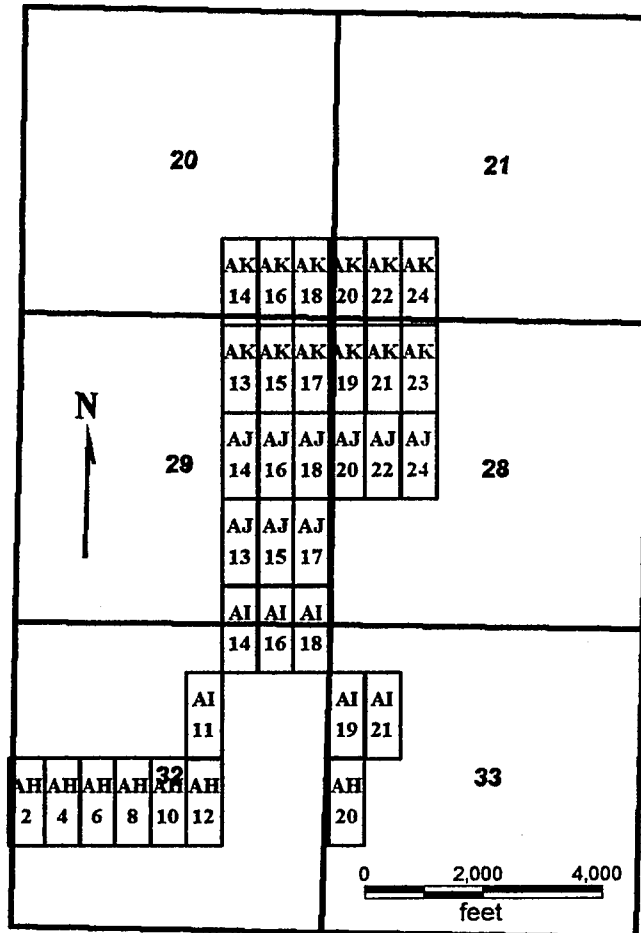 20
21
AK AK AK AK AK AK
14 16 18 20 22 24
AK AK AK AK AK AK
13 15 17 19 21 23
N
AJ AJ AJ AJ AJ AJ
29
14 16 18 20 22 24
28
AJ AJ AJ
13 15 17
AI AI AI
14 16 18
AI AI AI
11 19 21
32
33
AH AH AH AH AH AH AH
2 4 6 8 10 12 20
0 2,000 4,000
feet